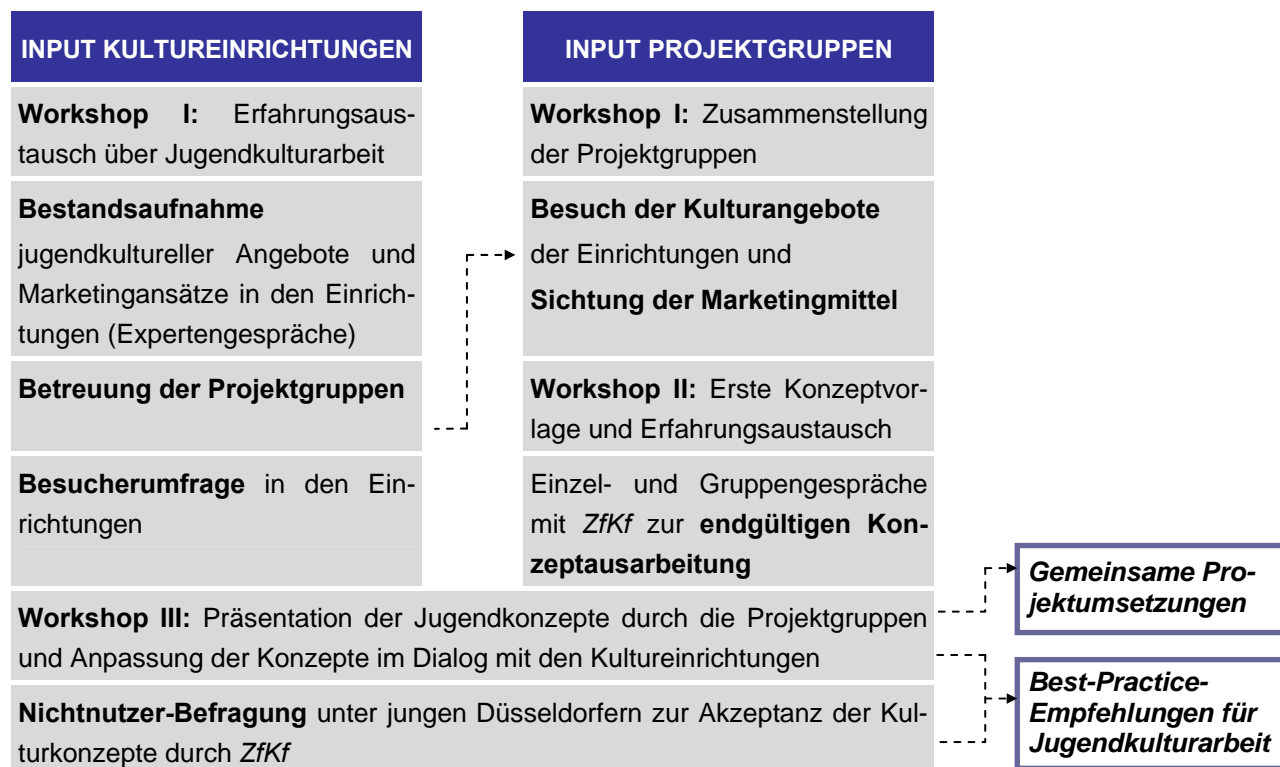 INPUT KULTUREINRICHTUNGEN
Workshop I: Erfahrungsaus-
tausch über Jugendkulturarbeit
Bestandsaufnahme
jugendkultureller Angebote und
Marketingansätze in den Einrich-
tungen (Expertengespräche)
Betreuung der Projektgruppen
Besucherumfrage in den Ein-
richtungen
INPUT PROJEKTGRUPPEN
Workshop I: Zusammenstellung
der Projektgruppen
Besuch der Kulturangebote
der Einrichtungen und
Sichtung der Marketingmittel
Workshop II: Erste Konzeptvor-
lage und Erfahrungsaustausch
Einzel- und Gruppengespräche
mit ZfKf zur endgültigen Kon-
zeptausarbeitung
Workshop III: Präsentation der Jugendkonzepte durch die Projektgruppen
und Anpassung der Konzepte im Dialog mit den Kultureinrichtungen
Nichtnutzer-Befragung unter jungen Düsseldorfern zur Akzeptanz der Kul-
turkonzepte durch ZfKf
Gemeinsame Pro-
jektumsetzungen
Best-Practice-
Empfehlungen für
Jugendkulturarbeit